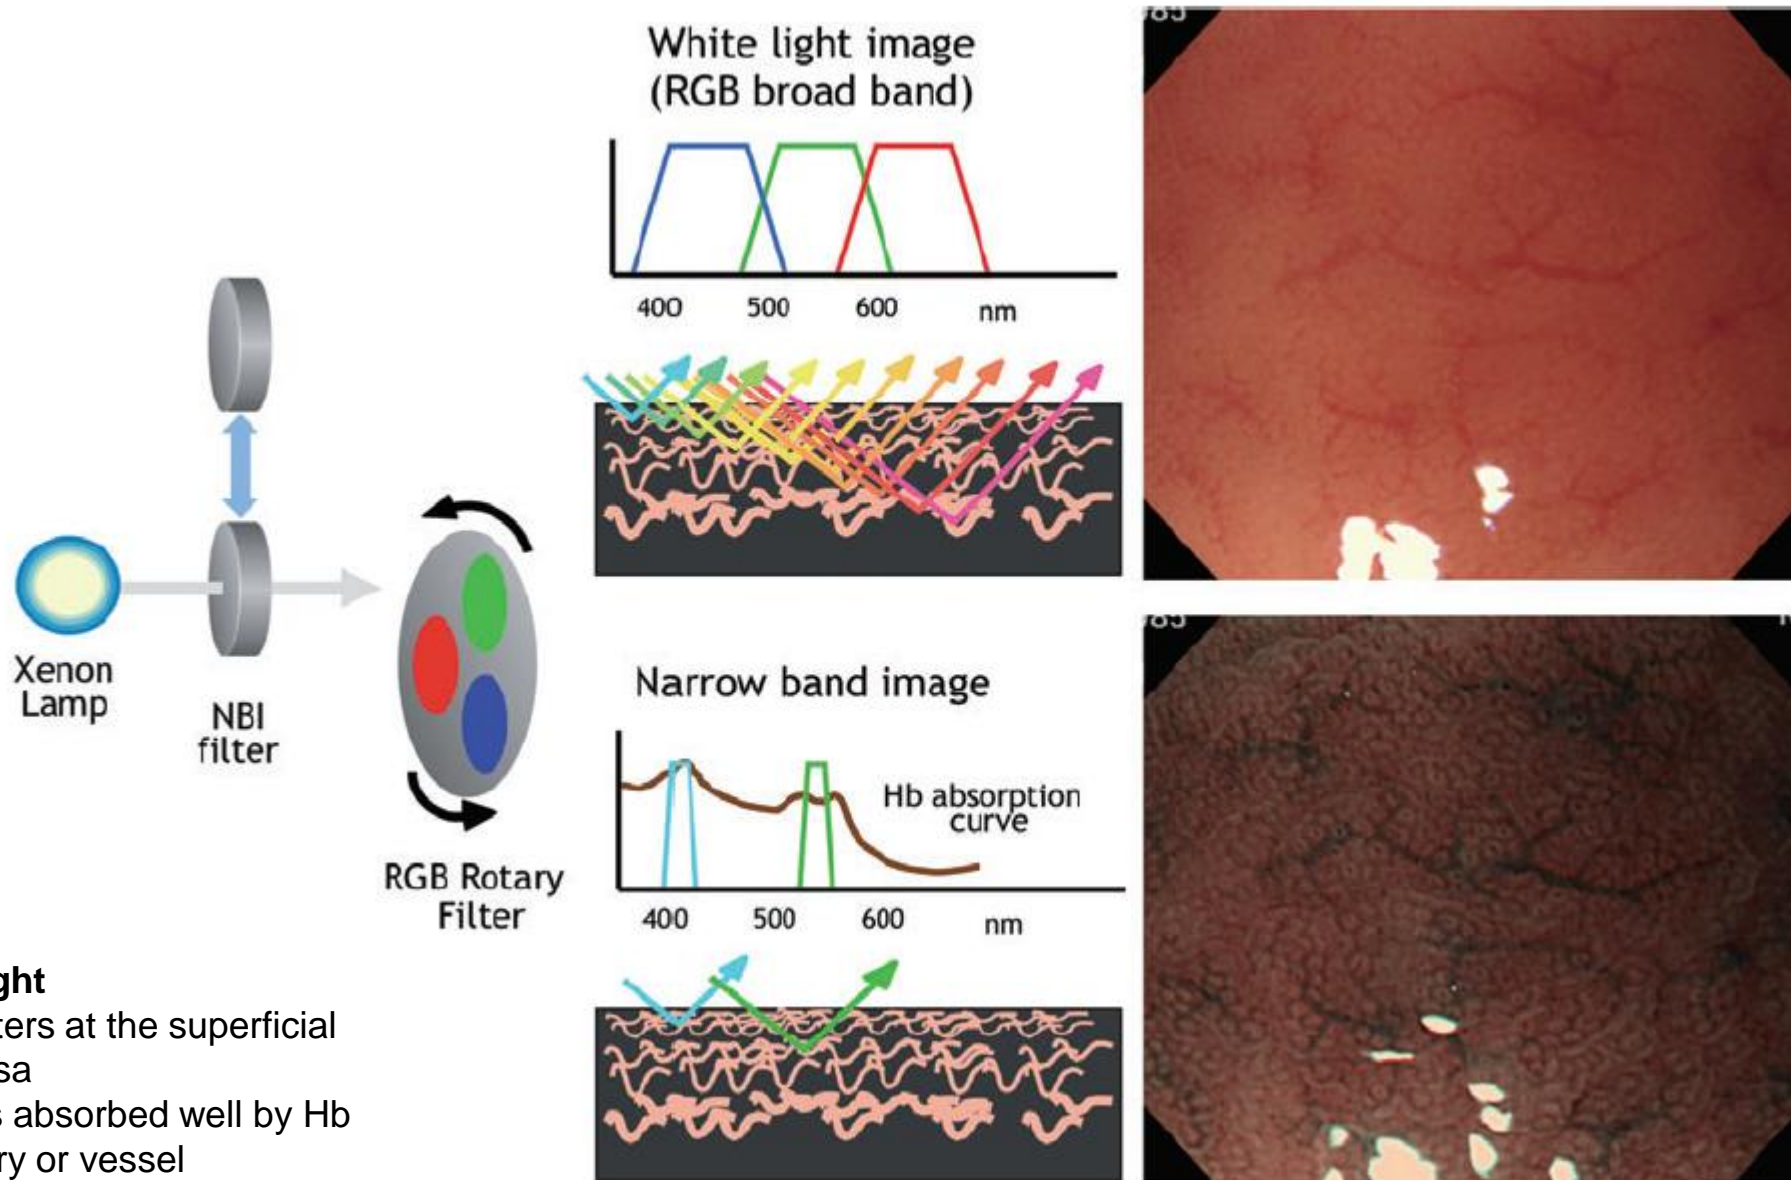 White light image
(RGB broad band)
400 500 600 nm
Xenon
Lamp
NBI
filter
RGB Rotary
Filter
Narrow band image
Hb absorption
curve
400 500 600 nm
ght
ters at the superficial
sa
s absorbed well by Hb
ry or vessel